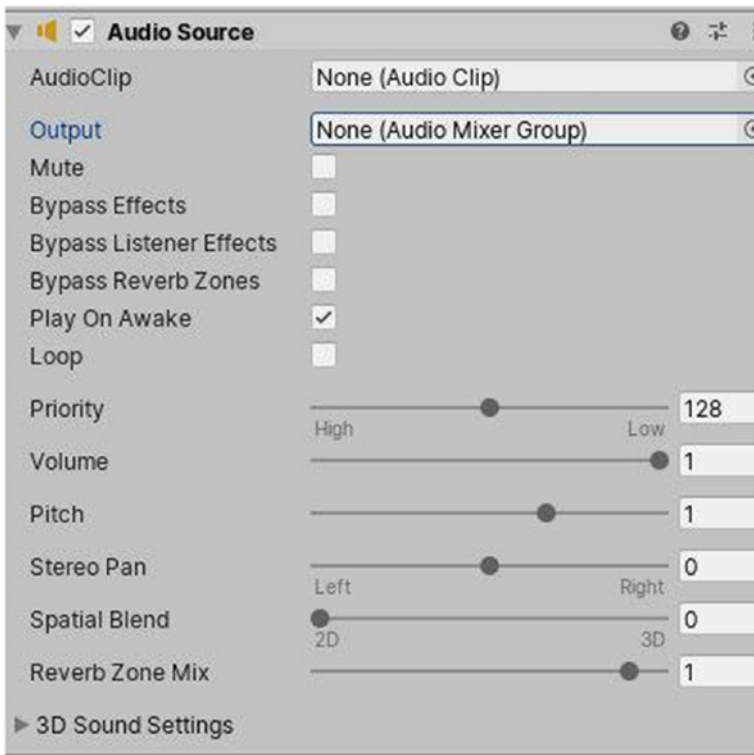 Audio Source
AudioClip None (Audio Clip)
Output None (Audio Mixer Group)
Mute
Bypass Effects
Bypass Listener Effects
Bypass Reverb Zones
Play On Awake
Loop
Priority 128
High Low
Volume 1
Pitch 1
Stereo Pan 0
Left Right
Spatial Blend 0
2D 3D
Reverb Zone Mix 1
3D Sound Settings